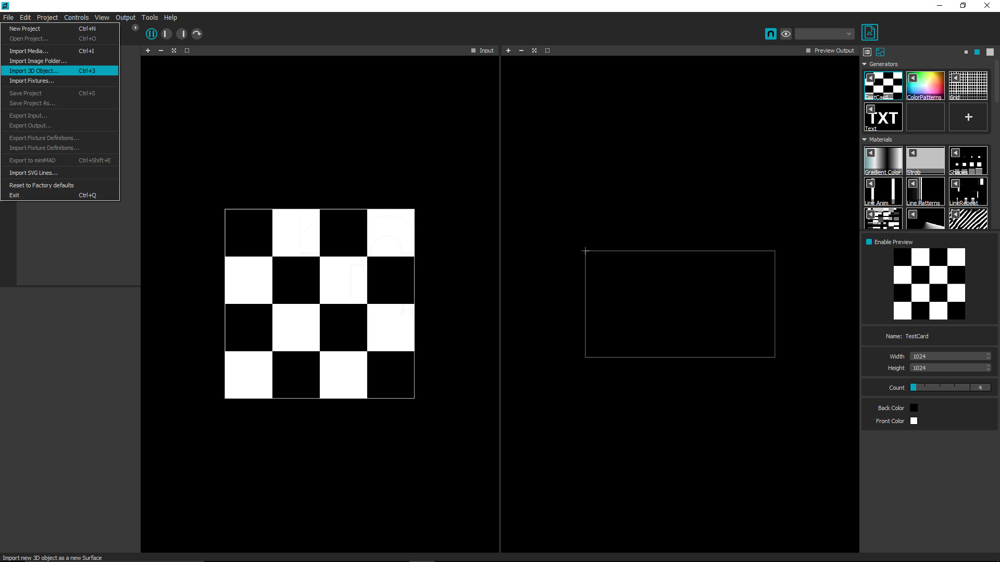 File Edit Project Controls View Output Tools Help
New Project Ctrl+N
Open Project... Ctrl+O
Import Media... Ctrl+I
Import Image Folder...
Import 3D Object... Ctrl+3
Import Fixtures...
Save Project Ctrl+S
Save Project As...
Export Input...
Export Output...
Export Fixture Definitions...
Import Fixture Definitions...
Export to miniMAD Ctrl+Shift+E
Import SVG Lines...
Reset to Factory defaults
Exit Ctrl+Q
Input
Preview Output
Generators
TestCard ColorPatterns Grid
TXT
Text
Materials
Gradient Color Strob Shapes
Line Anim Line Patterns LineRepeat
Enable Preview
Name: TestCard
Width 1024
Height 1024
Count 4
Back Color
Front Color
Import new 3D object as a new Surface